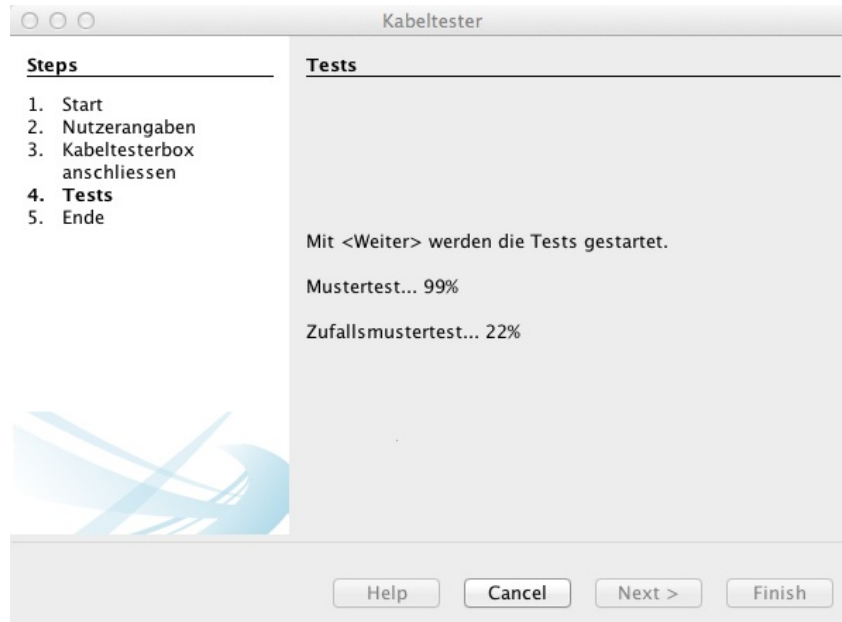 Kabeltester
Steps
1. Start
2. Nutzerangaben
3. Kabeltesterbox
anschliessen
4. Tests
5. Ende
Tests
Mit <Weiter> werden die Tests gestartet.
Mustertest... 99%
Zufallsmustertest... 22%
Help
Cancel
Next >
Finish